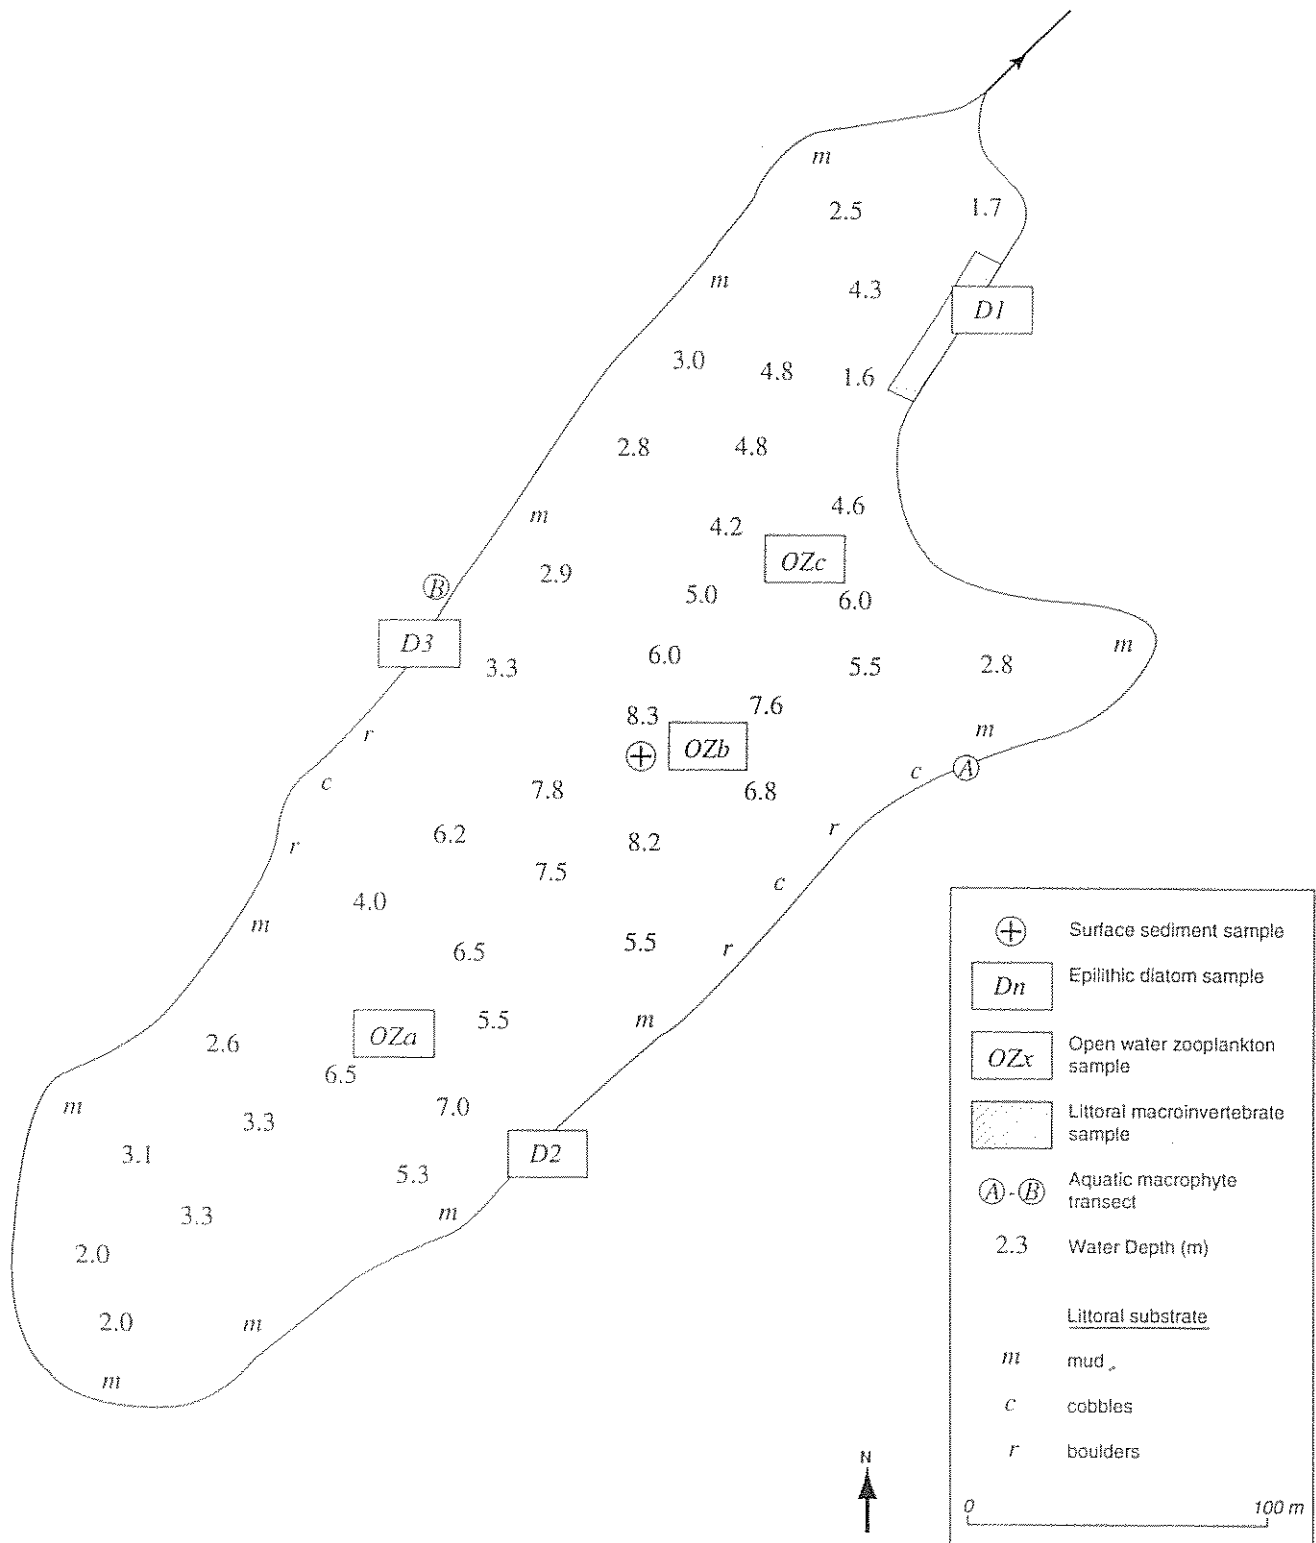 m
2.5
1.7
m
4.3
D1
3.0
4.8
1.6
2.8
4.8
m
4.6
4.2
OZc
2.9
B
5.0
6.0
D3
3.3
6.0
5.5
2.8
m
8.3
7.6
r
OZb
m
c
7.8
6.8
c
A
r
6.2
8.2
r
7.5
c
4.0
m
6.5
5.5
r
2.6
OZa
5.5
m
6.5
m
3.3
7.0
3.1
5.3
D2
3.3
m
2.0
2.0
m
m
N
Surface sediment sample
Dn Epilithic diatom sample
OZx Open water zooplankton
sample
Littoral macroinvertebrate
sample
A - B Aquatic macrophyte
transect
2.3 Water Depth (m)
Littoral substrate
m mud
c cobbles
r boulders
0 100 m